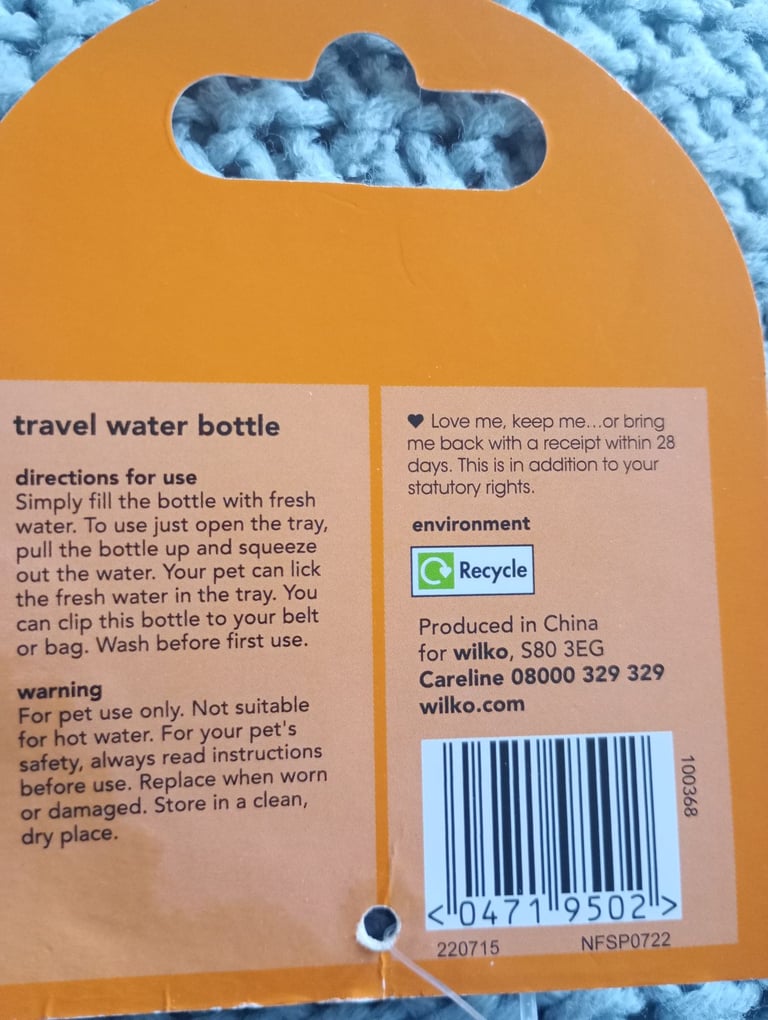 travel water bottle
directions for use
Simply fill the bottle with fresh
water. To use just open the tray,
pull the bottle up and squeeze
out the water. Your pet can lick
the fresh water in the tray. You
can clip this bottle to your belt
or bag. Wash before first use.
warning
For pet use only. Not suitable
for hot water. For your pet's
safety, always read instructions
before use. Replace when worn
or damaged. Store in a clean,
dry place.
♥ Love me, keep me...or bring
me back with a receipt within 28
days. This is in addition to your
statutory rights.
environment
Recycle
Produced in China
for wilko, S80 3EG
Careline 08000 329 329
wilko.com
100368
<0471 9502>
220715 NFSP0722